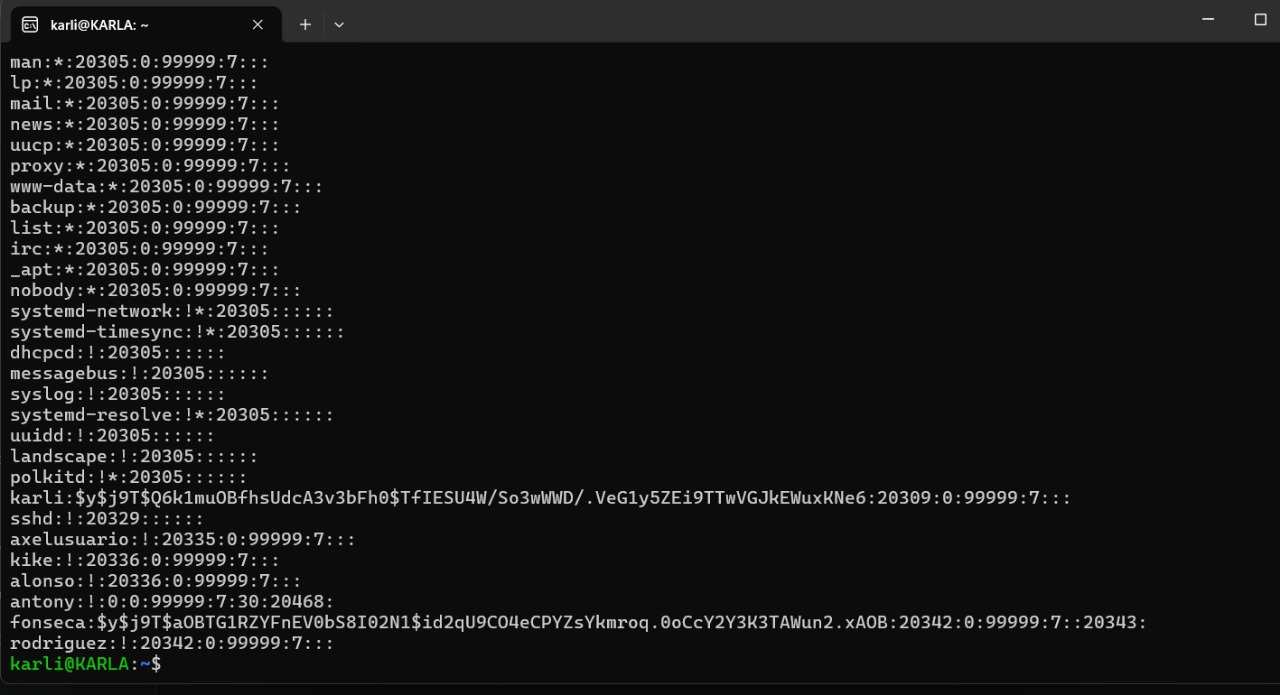 karli@KARLA: ~
man:*:20305:0:99999:7:::
lp:*:20305:0:99999:7:::
mail:*:20305:0:99999:7:::
news:*:20305:0:99999:7:::
uucp:*:20305:0:99999:7:::
proxy:*:20305:0:99999:7:::
www-data:*:20305:0:99999:7:::
backup:*:20305:0:99999:7:::
list:*:20305:0:99999:7:::
irc:*:20305:0:99999:7:::
_apt:*:20305:0:99999:7:::
nobody:*:20305:0:99999:7:::
systemd-network:!*:20305::::::
systemd-timesync:!*:20305::::::
dhcpcd:!:20305::::::
messagebus:!:20305::::::
syslog:!:20305::::::
systemd-resolve:!*:20305::::::
uuidd:!:20305::::::
landscape:!:20305::::::
polkitd:!*:20305::::::
karli:$y$j9T$Q6k1muOBfhsUdcA3v3bFh0$TfIESU4W/So3wWWD/.VeG1y5ZEi9TTwVGJkEWuxKNe6:20309:0:99999:7:::
sshd:!:20329::::::
axelusuario:!:20335:0:99999:7:::
kike:!:20336:0:99999:7:::
alonso:!:20336:0:99999:7:::
antony:!:0:0:99999:7:30:20468:
fonseca:$y$j9T$aOBTG1RZYFnEV0bS8I02N1$id2qU9CO4eCPYZsYkmroq.0oCcY2Y3K3TAWun2.xAOB:20342:0:99999:7::20343:
rodriguez:!:20342:0:99999:7:::
karli@KARLA:~$